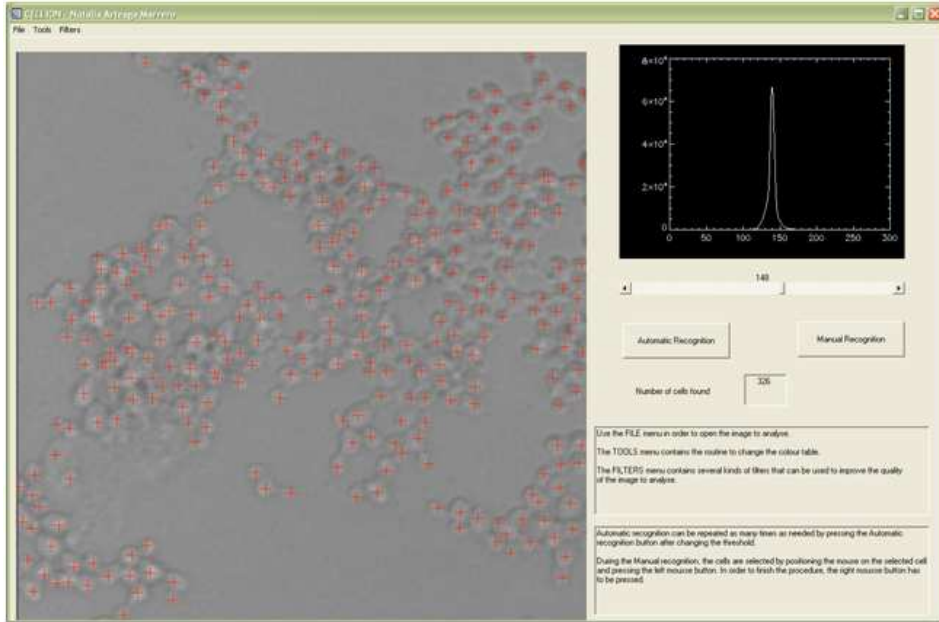 CELLION - Natalia Arteaga Marrero
File Tools Filters
8×10⁴
6×10⁴
4×10⁴
2×10⁴
0
0 50 100 150 200 250 300
148
Automatic Recognition
Manual Recognition
Number of cells found
326
Use the FILE menu in order to open the image to analyse.
The TOOLS menu contains the routine to change the colour table.
The FILTERS menu contains several kinds of filters that can be used to improve the quality
of the image to analyse.
Automatic recognition can be repeated as many times as needed by pressing the Automatic
recognition button after changing the threshold.
During the Manual recognition, the cells are selected by positioning the mouse on the selected cell
and pressing the left mousse button. In order to finish the procedure, the right mousse button has
to be pressed.